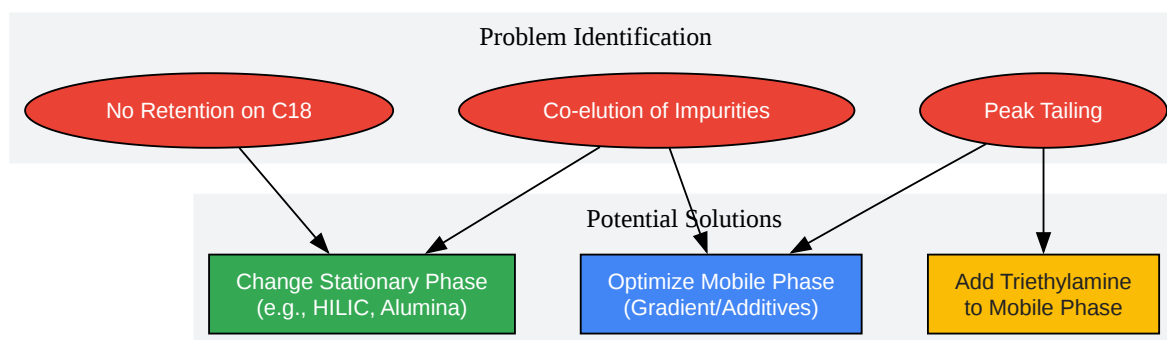 Problem Identification
No Retention on C18
Co-elution of Impurities
Peak Tailing
Potential Solutions
Change Stationary Phase
(e.g., HILIC, Alumina)
Optimize Mobile Phase
(Gradient/Additives)
Add Triethylamine
to Mobile Phase